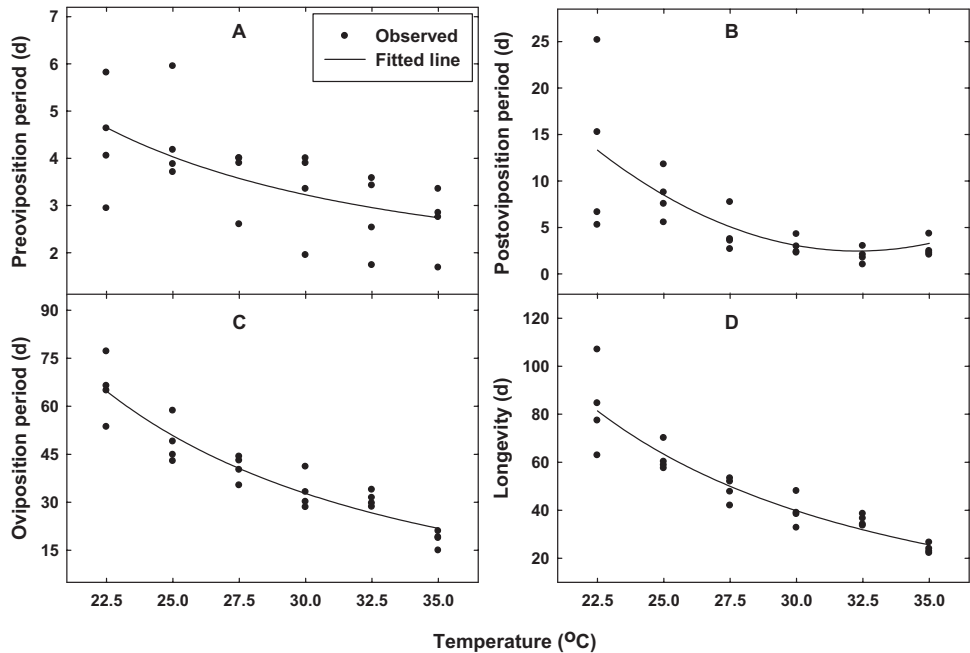 A
Observed
Fitted line
Preoviposition period (d)
7
6
5
4
3
2
B
Postoviposition period (d)
25
20
15
10
5
0
C
Oviposition period (d)
90
75
60
45
30
15
22.5 25.0 27.5 30.0 32.5 35.0
D
Longevity (d)
120
100
80
60
40
20
22.5 25.0 27.5 30.0 32.5 35.0
Temperature (ºC)